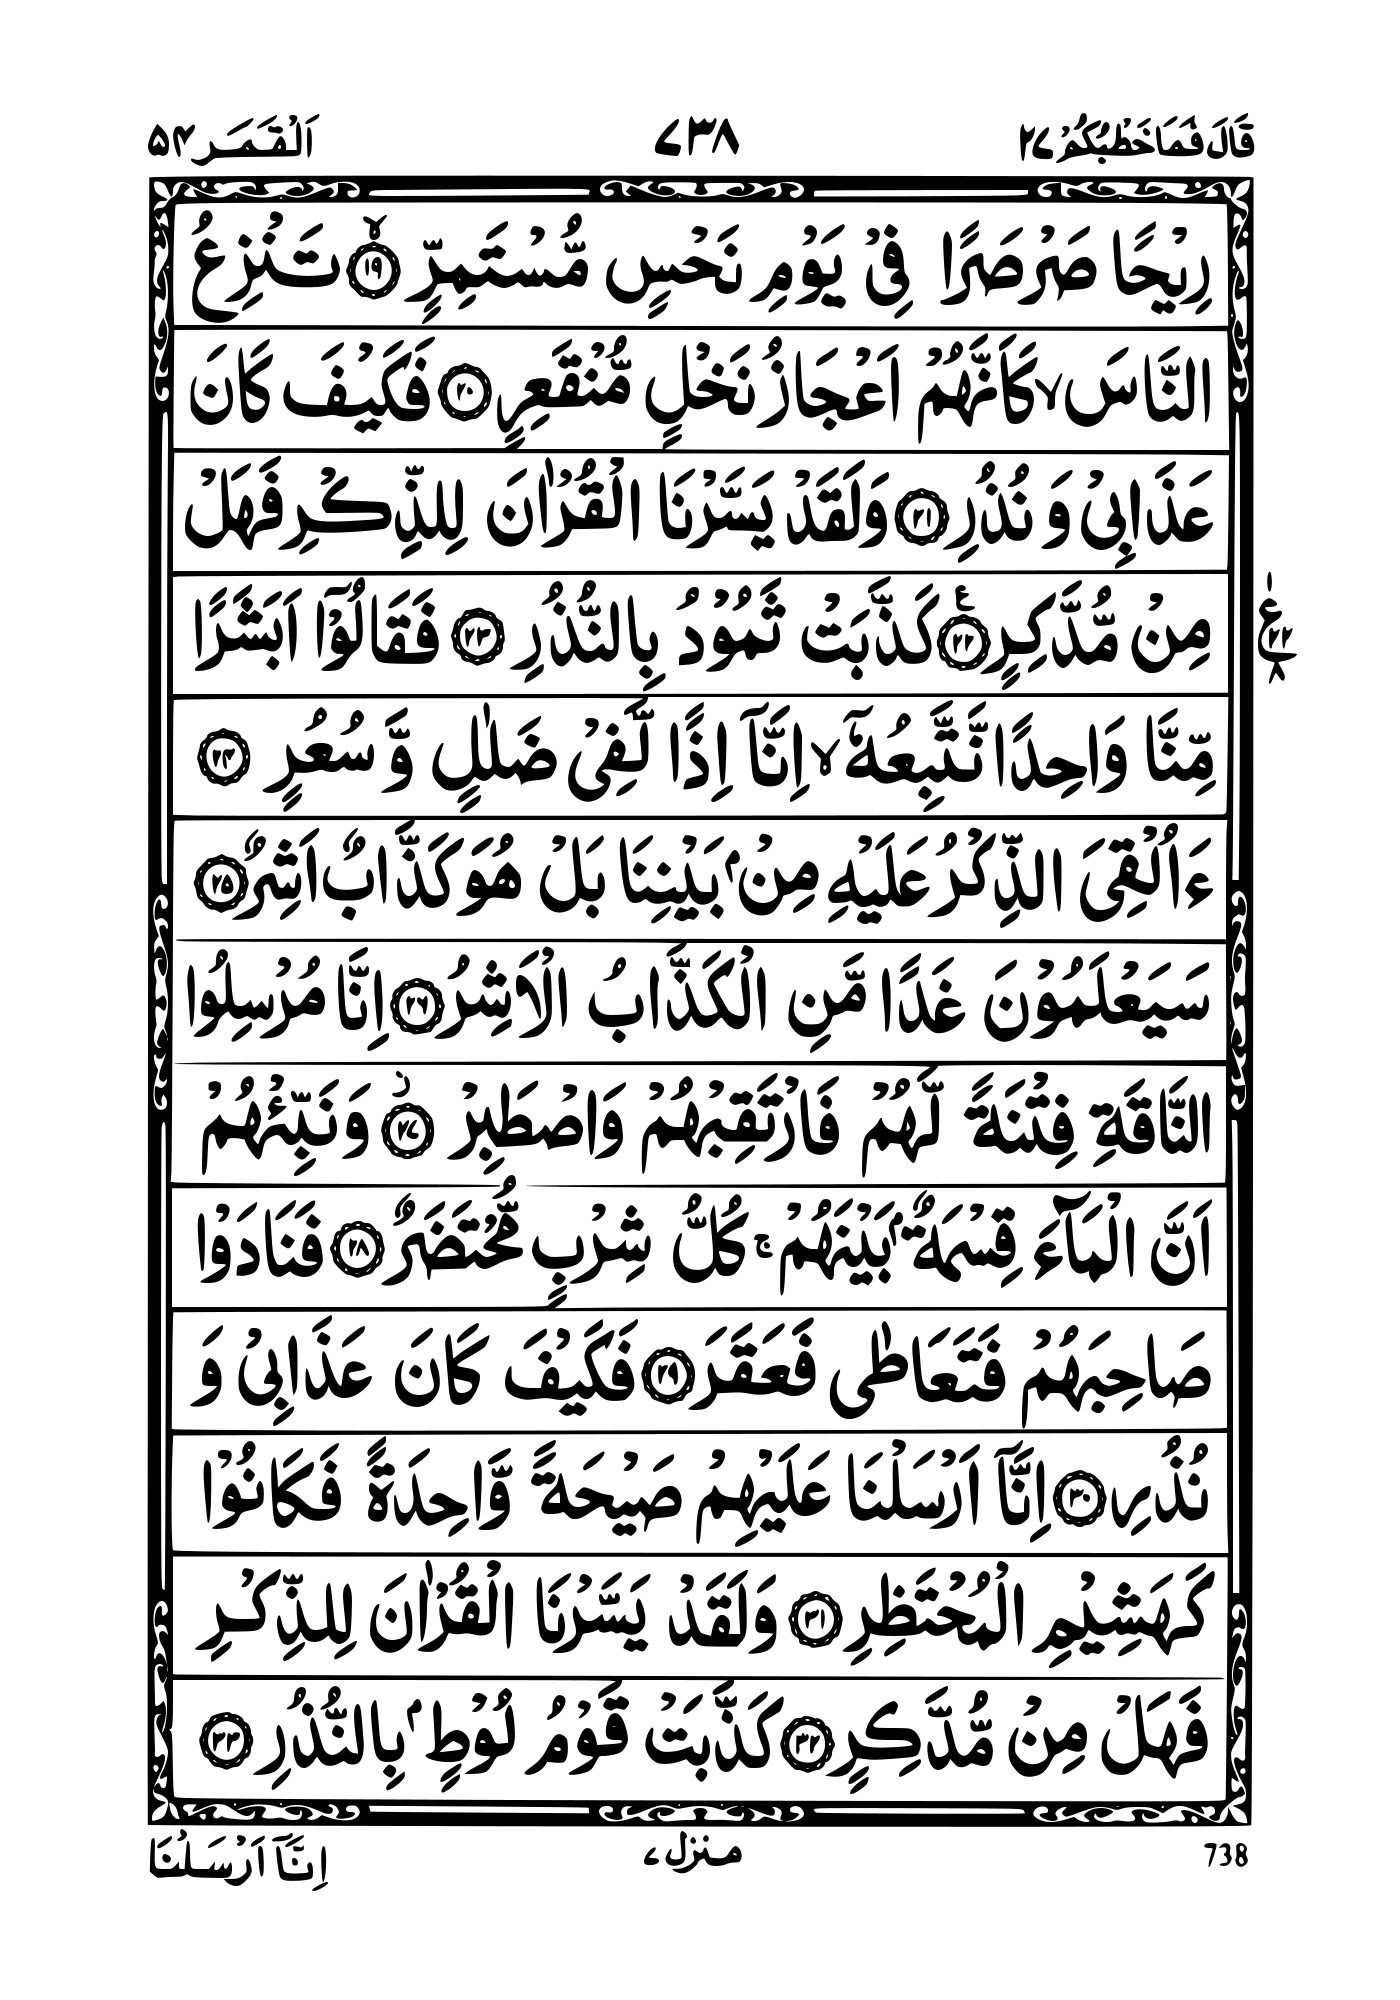 قَالَ فَمَا خَطْبُكُمْ ٢٧
٧٣٨
اَلْقَمَر ٥٤
رِيْحًا صَرْصَرًا فِیْ يَوْمِ نَحْسٍ مُّسْتَمِرٍّ ۙ﴿١٩﴾ تَنْزِعُ
النَّاسَ ۙ كَاَنَّهُمْ اَعْجَازُ نَخْلٍ مُّنْقَعِرٍ ﴿٢٠﴾ فَكَيْفَ كَانَ
عَذَابِیْ وَ نُذُرِ ﴿٢١﴾ وَلَقَدْ يَسَّرْنَا الْقُرْاٰنَ لِلذِّكْرِ فَهَلْ
مِنْ مُّدَّكِرٍ ﴿٢٢﴾ ع كَذَّبَتْ ثَمُوْدُ بِالنُّذُرِ ﴿٢٣﴾ فَقَالُوْۤا اَبَشَرًا
ع ٢٢ ٨
مِّنَّا وَاحِدًا نَّتَّبِعُهٗۤ ۙ اِنَّاۤ اِذًا لَّفِیْ ضَلٰلٍ وَّ سُعُرٍ ﴿٢٤﴾
ءَاُلْقِیَ الذِّكْرُ عَلَيْهِ مِنْۢ بَيْنِنَا بَلْ هُوَ كَذَّابٌ اَشِرٌ ﴿٢٥﴾
سَيَعْلَمُوْنَ غَدًا مَّنِ الْكَذَّابُ الْاَشِرُ ﴿٢٦﴾ اِنَّا مُرْسِلُوا
النَّاقَةِ فِتْنَةً لَّهُمْ فَارْتَقِبْهُمْ وَاصْطَبِرْ ﴿٢٧﴾ ز وَنَبِّئْهُمْ
اَنَّ الْمَآءَ قِسْمَةٌۢ بَيْنَهُمْ ۚ كُلُّ شِرْبٍ مُّحْتَضَرٌ ﴿٢٨﴾ فَنَادَوْا
صَاحِبَهُمْ فَتَعَاطٰی فَعَقَرَ ﴿٢٩﴾ فَكَيْفَ كَانَ عَذَابِیْ وَ
نُذُرِ ﴿٣٠﴾ اِنَّاۤ اَرْسَلْنَا عَلَيْهِمْ صَيْحَةً وَّاحِدَةً فَكَانُوْا
كَهَشِيْمِ الْمُحْتَظِرِ ﴿٣١﴾ وَلَقَدْ يَسَّرْنَا الْقُرْاٰنَ لِلذِّكْرِ
فَهَلْ مِنْ مُّدَّكِرٍ ﴿٣٢﴾ كَذَّبَتْ قَوْمُ لُوْطٍۭ بِالنُّذُرِ ﴿٣٣﴾
738
منزل ٧
اِنَّاۤ اَرْسَلْنَا